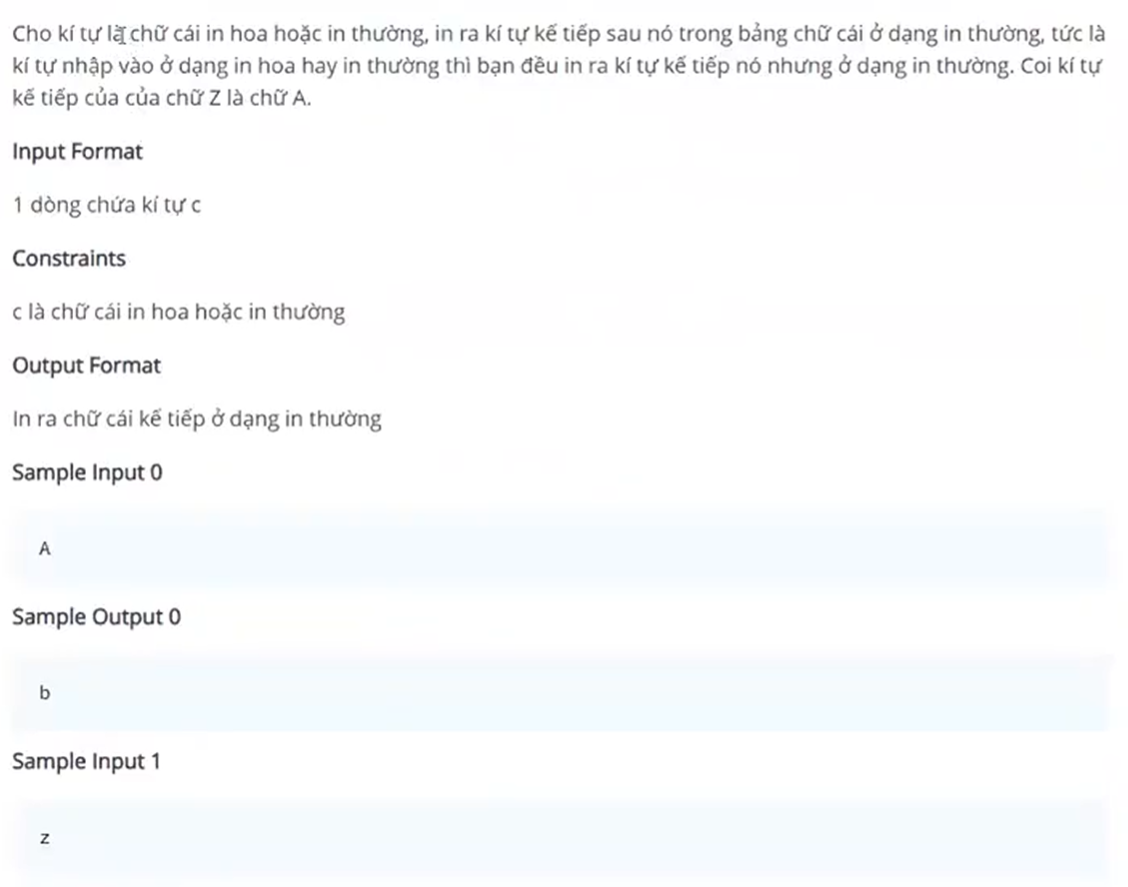 Cho kí tự là chữ cái in hoa hoặc in thường, in ra kí tự kế tiếp sau nó trong bảng chữ cái ở dạng in thường, tức là
kí tự nhập vào ở dạng in hoa hay in thường thì bạn đều in ra kí tự kế tiếp nó nhưng ở dạng in thường. Coi kí tự
kế tiếp của của chữ Z là chữ A.
Input Format
1 dòng chứa kí tự c
Constraints
c là chữ cái in hoa hoặc in thường
Output Format
In ra chữ cái kế tiếp ở dạng in thường
Sample Input 0
A
Sample Output 0
b
Sample Input 1
z